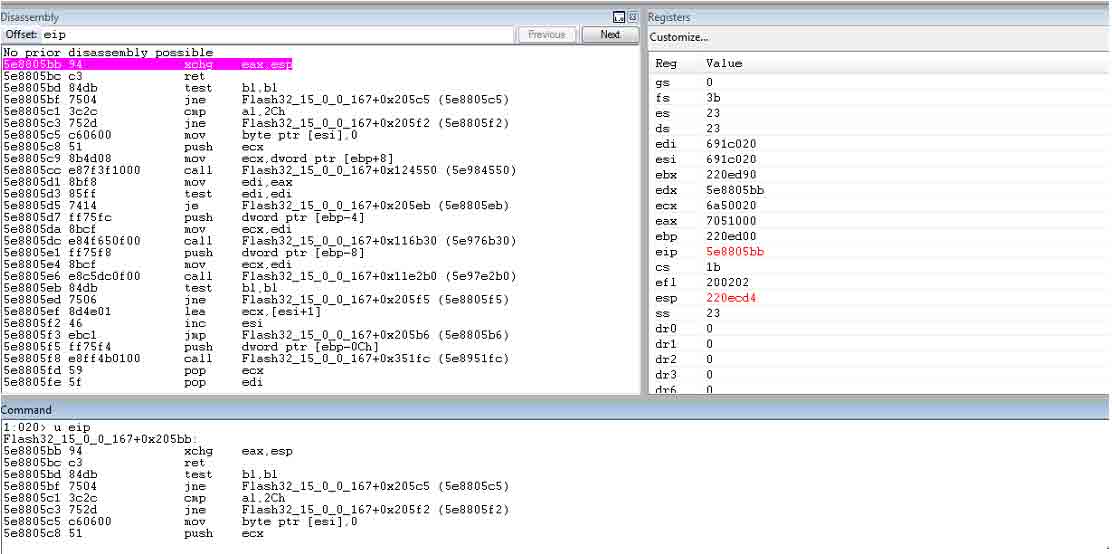 Disassembly
Offset: eip
Previous
Next
No prior disassembly possible
5e8805bb 94 xchg eax,esp
5e8805bc c3 ret
5e8805bd 84db test bl,bl
5e8805bf 7504 jne Flash32_15_0_0_167+0x205c5 (5e8805c5)
5e8805c1 3c2c cmp al,2Ch
5e8805c3 752d jne Flash32_15_0_0_167+0x205f2 (5e8805f2)
5e8805c5 c60600 mov byte ptr [esi],0
5e8805c8 51 push ecx
5e8805c9 8b4d08 mov ecx,dword ptr [ebp+8]
5e8805cc e87f3f1000 call Flash32_15_0_0_167+0x124550 (5e984550)
5e8805d1 8bf8 mov edi,eax
5e8805d3 85ff test edi,edi
5e8805d5 7414 je Flash32_15_0_0_167+0x205eb (5e8805eb)
5e8805d7 ff75fc push dword ptr [ebp-4]
5e8805da 8bcf mov ecx,edi
5e8805dc e84f650f00 call Flash32_15_0_0_167+0x116b30 (5e976b30)
5e8805e1 ff75f8 push dword ptr [ebp-8]
5e8805e4 8bcf mov ecx,edi
5e8805e6 e8c5dc0f00 call Flash32_15_0_0_167+0x11e2b0 (5e97e2b0)
5e8805eb 84db test bl,bl
5e8805ed 7506 jne Flash32_15_0_0_167+0x205f5 (5e8805f5)
5e8805ef 8d4e01 lea ecx,[esi+1]
5e8805f2 46 inc esi
5e8805f3 ebc1 jmp Flash32_15_0_0_167+0x205b6 (5e8805b6)
5e8805f5 ff75f4 push dword ptr [ebp-0Ch]
5e8805f8 e8ff4b0100 call Flash32_15_0_0_167+0x351fc (5e8951fc)
5e8805fd 59 pop ecx
5e8805fe 5f pop edi
Registers
Customize...
Reg Value
gs 0
fs 3b
es 23
ds 23
edi 691c020
esi 691c020
ebx 220ed90
edx 5e8805bb
ecx 6a50020
eax 7051000
ebp 220ed00
eip 5e8805bb
cs 1b
efl 200202
esp 220ecd4
ss 23
dr0 0
dr1 0
dr2 0
dr3 0
dr6 0
Command
1:020> u eip
Flash32_15_0_0_167+0x205bb:
5e8805bb 94 xchg eax,esp
5e8805bc c3 ret
5e8805bd 84db test bl,bl
5e8805bf 7504 jne Flash32_15_0_0_167+0x205c5 (5e8805c5)
5e8805c1 3c2c cmp al,2Ch
5e8805c3 752d jne Flash32_15_0_0_167+0x205f2 (5e8805f2)
5e8805c5 c60600 mov byte ptr [esi],0
5e8805c8 51 push ecx